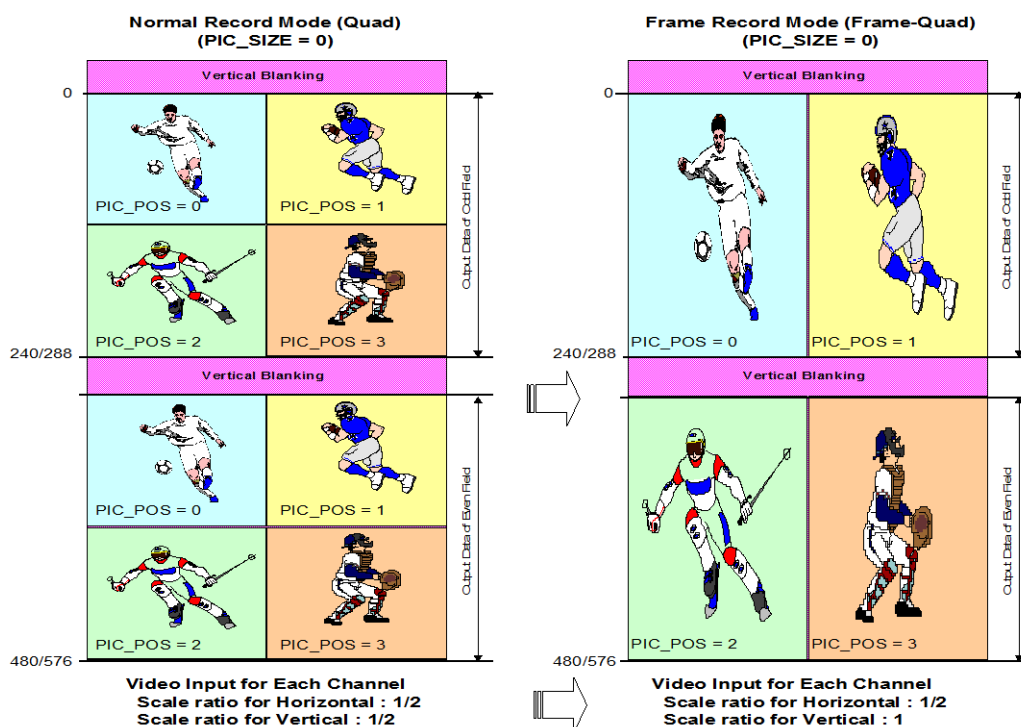 Normal Record Mode (Quad)
(PIC_SIZE = 0)
Vertical Blanking
0
PIC_POS = 0
PIC_POS = 1
PIC_POS = 2
PIC_POS = 3
Output Data of Odd Field
240/288
Vertical Blanking
PIC_POS = 0
PIC_POS = 1
PIC_POS = 2
PIC_POS = 3
Output Data of Even Field
480/576
Video Input for Each Channel
Scale ratio for Horizontal : 1/2
Scale ratio for Vertical : 1/2
Frame Record Mode (Frame-Quad)
(PIC_SIZE = 0)
Vertical Blanking
0
PIC_POS = 0
PIC_POS = 1
Output Data of Odd Field
240/288
Vertical Blanking
PIC_POS = 2
PIC_POS = 3
Output Data of Even Field
480/576
Video Input for Each Channel
Scale ratio for Horizontal : 1/2
Scale ratio for Vertical : 1